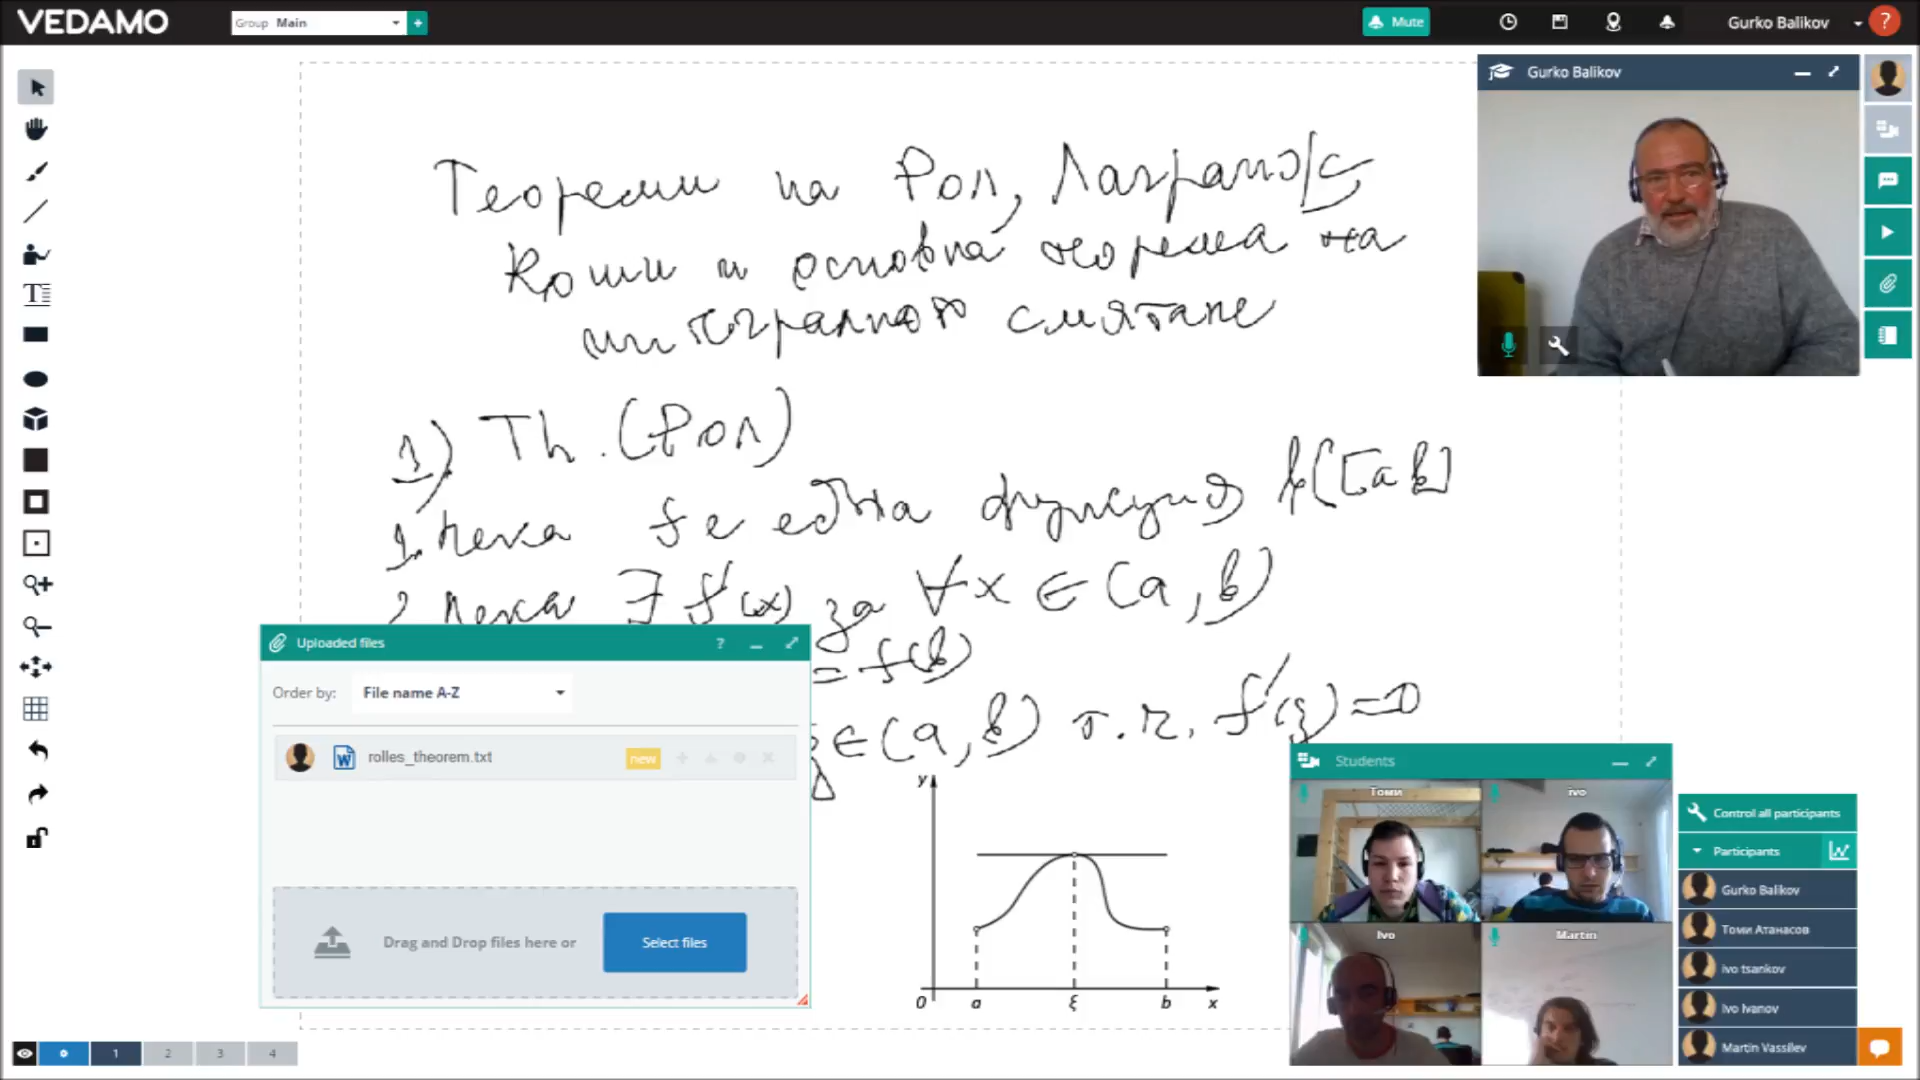 VEDAMO
Group Main
Mute
Gurko Balikov
?
Gurko Balikov
Теореми на Рол, Лагранж,
Коши и основна теорема на
интегралното смятане
1) Th. (Рол)
1. Нека f е една функция f([a b]
2 Нека ∃ f'(x) за ∀x ∈ (a, b)
= f(b)
∈ (a, b) т.ч. f'(ξ) = 0
Uploaded files
?
Order by:
File name A-Z
rolles_theorem.txt
new
Drag and Drop files here or
Select files
y
0
a
ξ
b
x
Students
Томи
ivo
Ivo
Martin
Control all participants
Participants
Gurko Balikov
Томи Атанасов
ivo tsankov
Ivo Ivanov
Martin Vassilev
1
2
3
4